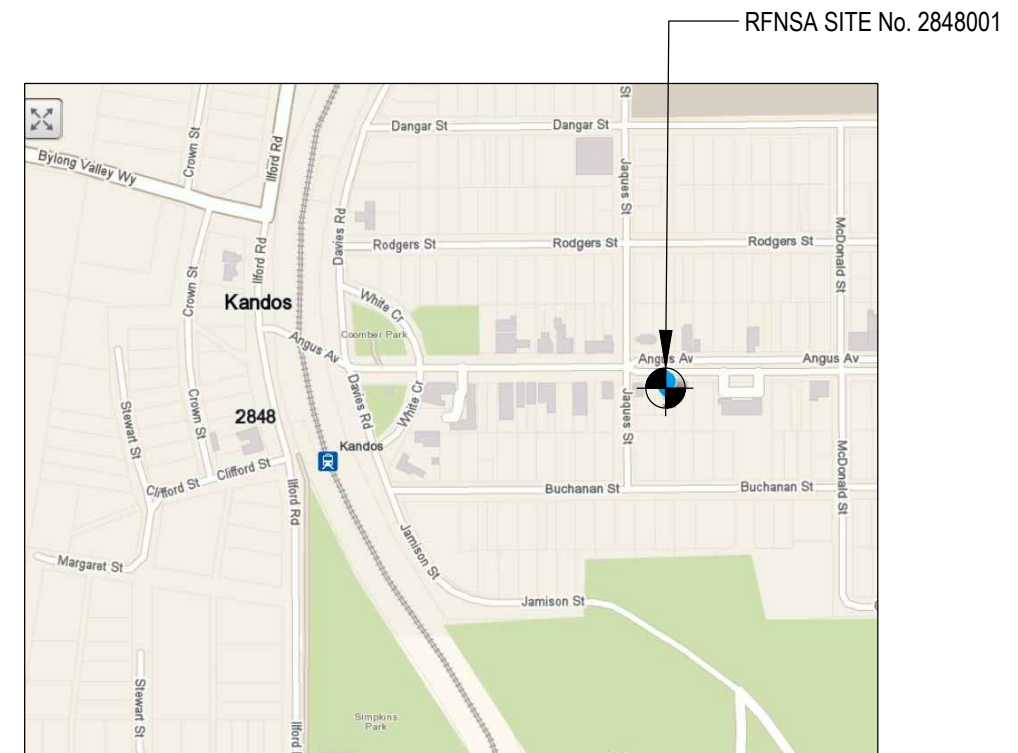 RFNSA SITE No. 2848001
St
Dangar St
Dangar St
Crown St
Ilford Rd
Bylong Valley Wy
Jaques St
Davies Rd
McDonald St
Rodgers St
Rodgers St
Rodgers St
Ilford Rd
Crown St
Kandos
White Cr
Coomber Park
Angus Av
Angus Av
Angus Av
Davies Rd
White Cr
Jaques St
Stewart St
Crown St
2848
Kandos
McDonald St
Clifford St
Clifford St
Ilford Rd
Buchanan St
Buchanan St
Jamison St
Margaret St
Jamison St
Stewart St
Simpkins
Park
Ilford